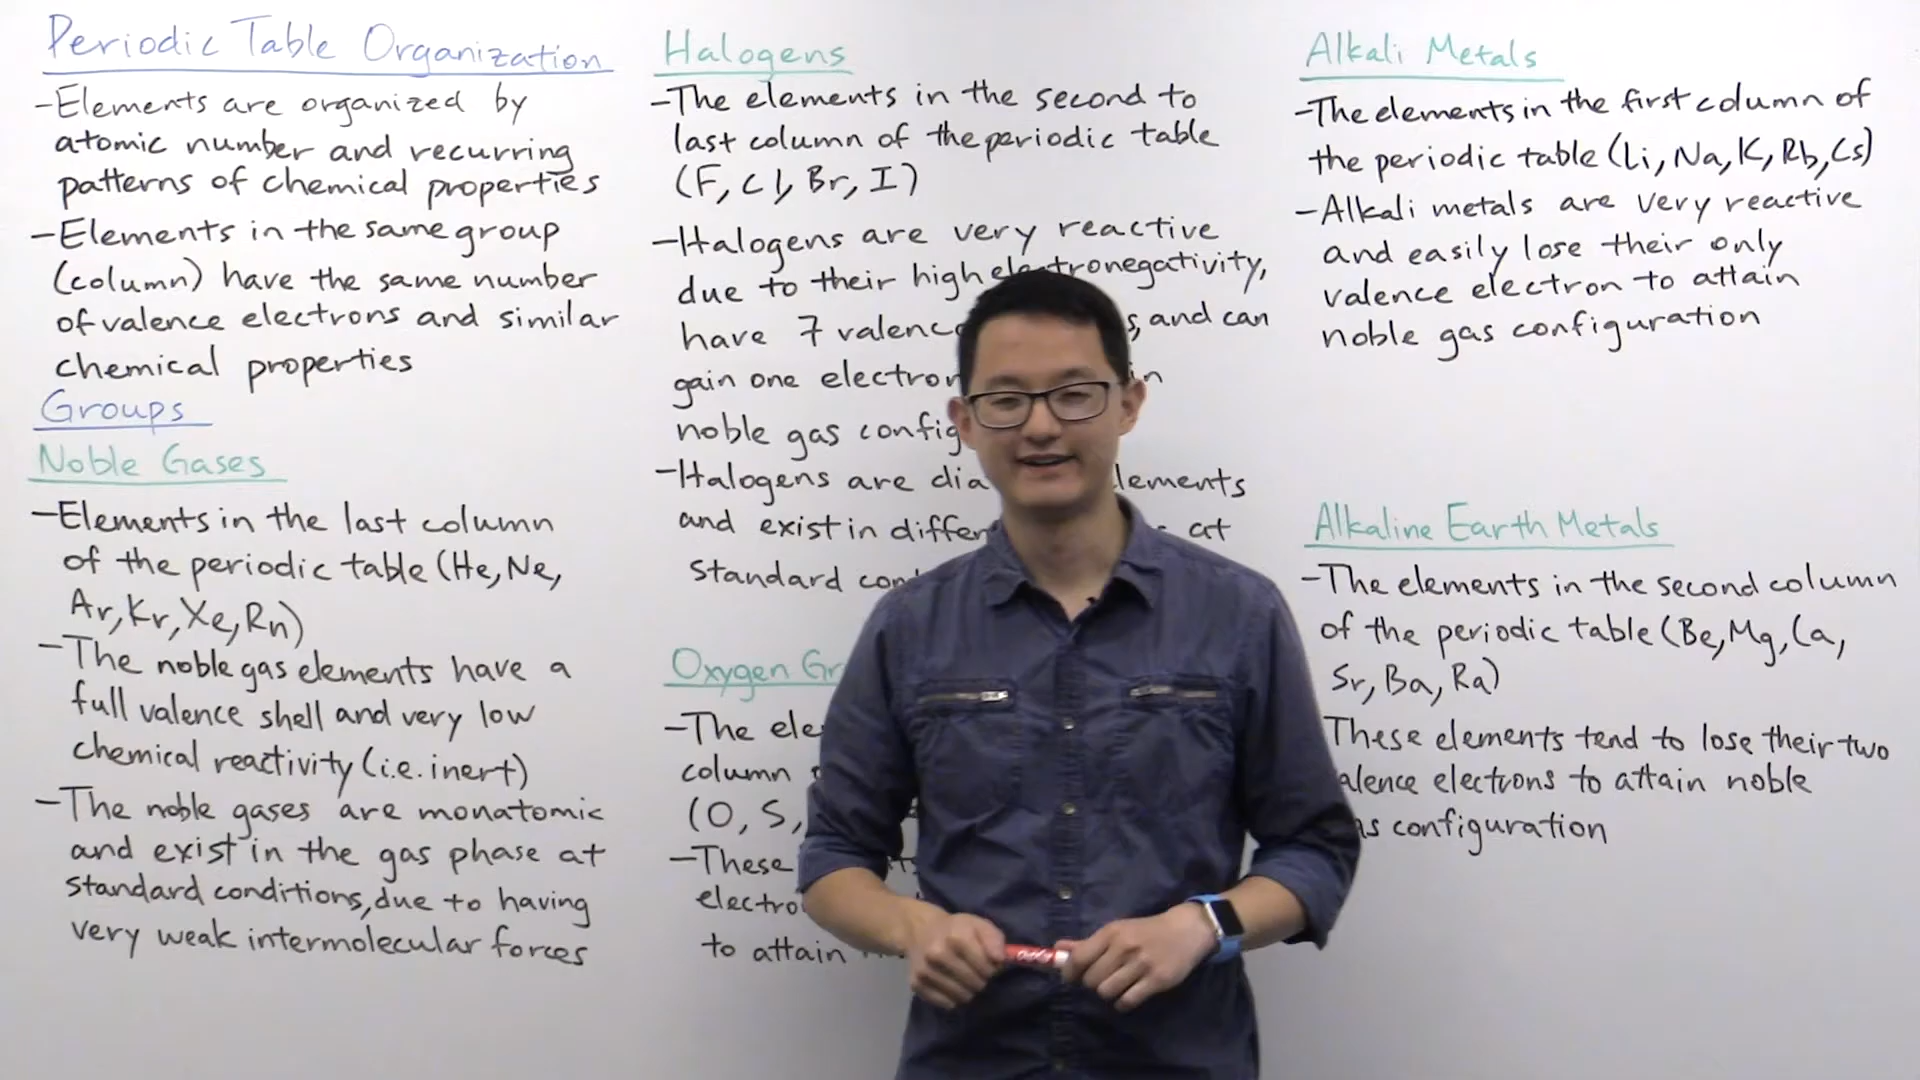 Periodic Table Organization
-Elements are organized by
atomic number and recurring
patterns of chemical properties
-Elements in the same group
(column) have the same number
of valence electrons and similar
chemical properties
Groups
Noble Gases
-Elements in the last column
of the periodic table (He, Ne,
Ar, Kr, Xe, Rn)
-The noble gas elements have a
full valence shell and very low
chemical reactivity (i.e. inert)
-The noble gases are monatomic
and exist in the gas phase at
standard conditions, due to having
very weak intermolecular forces
Halogens
-The elements in the second to
last column of the periodic table
(F, Cl, Br, I)
-Halogens are very reactive
due to their high electronegativity,
have 7 and can
gain one
noble gas
-Halogens are
and exist in at
standard
Oxygen
-The
column
(O, S,
-These
to attain
Alkali Metals
-The elements in the first column of
the periodic table (Li, Na, K, Rb, Cs)
-Alkali metals are very reactive
and easily lose their only
valence electron to attain
noble gas configuration
Alkaline Earth Metals
-The elements in the second column
of the periodic table (Be, Mg, Ca,
Sr, Ba, Ra)
These elements tend to lose their two
electrons to attain noble
configuration